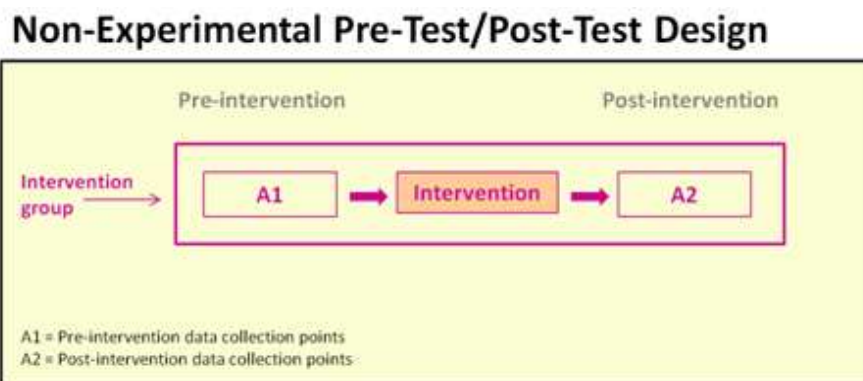 Non-Experimental Pre-Test/Post-Test Design
Pre-intervention
Post-intervention
Intervention
group
A1
Intervention
A2
A1 = Pre-intervention data collection points
A2 = Post-intervention data collection points